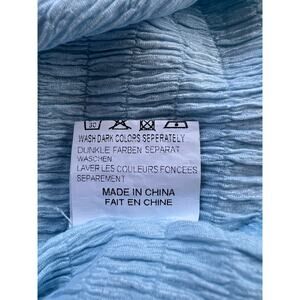 30
WASH DARK COLORS SEPERATELY
DUNKLE FARBEN SEPARAT
WASCHEN
LAVER LES COULEURS FONCEES
SEPAREMENT
MADE IN CHINA
FAIT EN CHINE